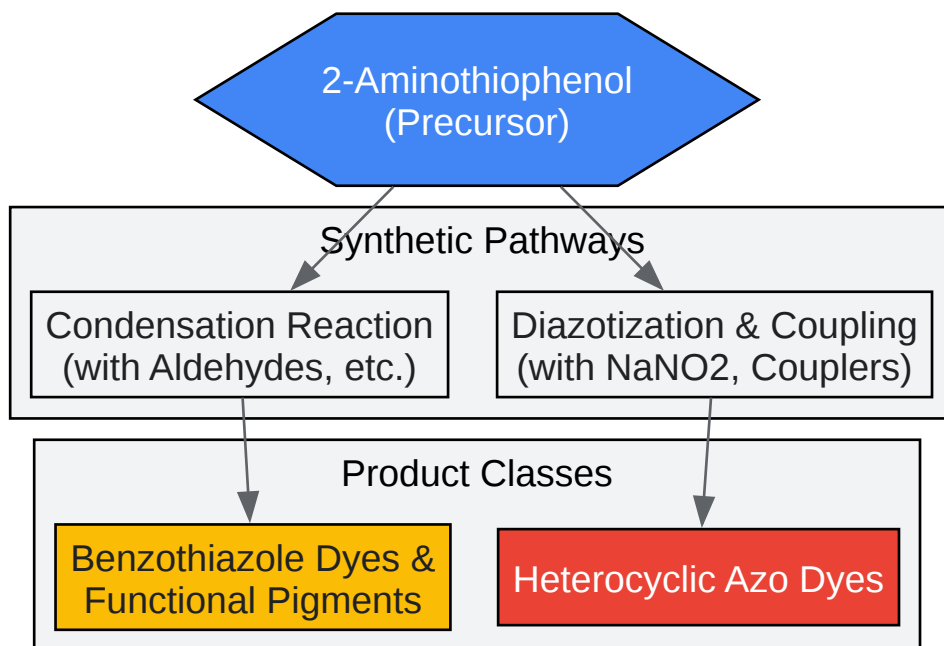 2-Aminothiophenol
(Precursor)
Synthetic Pathways
Condensation Reaction
(with Aldehydes, etc.)
Diazotization & Coupling
(with NaNO2, Couplers)
Product Classes
Benzothiazole Dyes &
Functional Pigments
Heterocyclic Azo Dyes